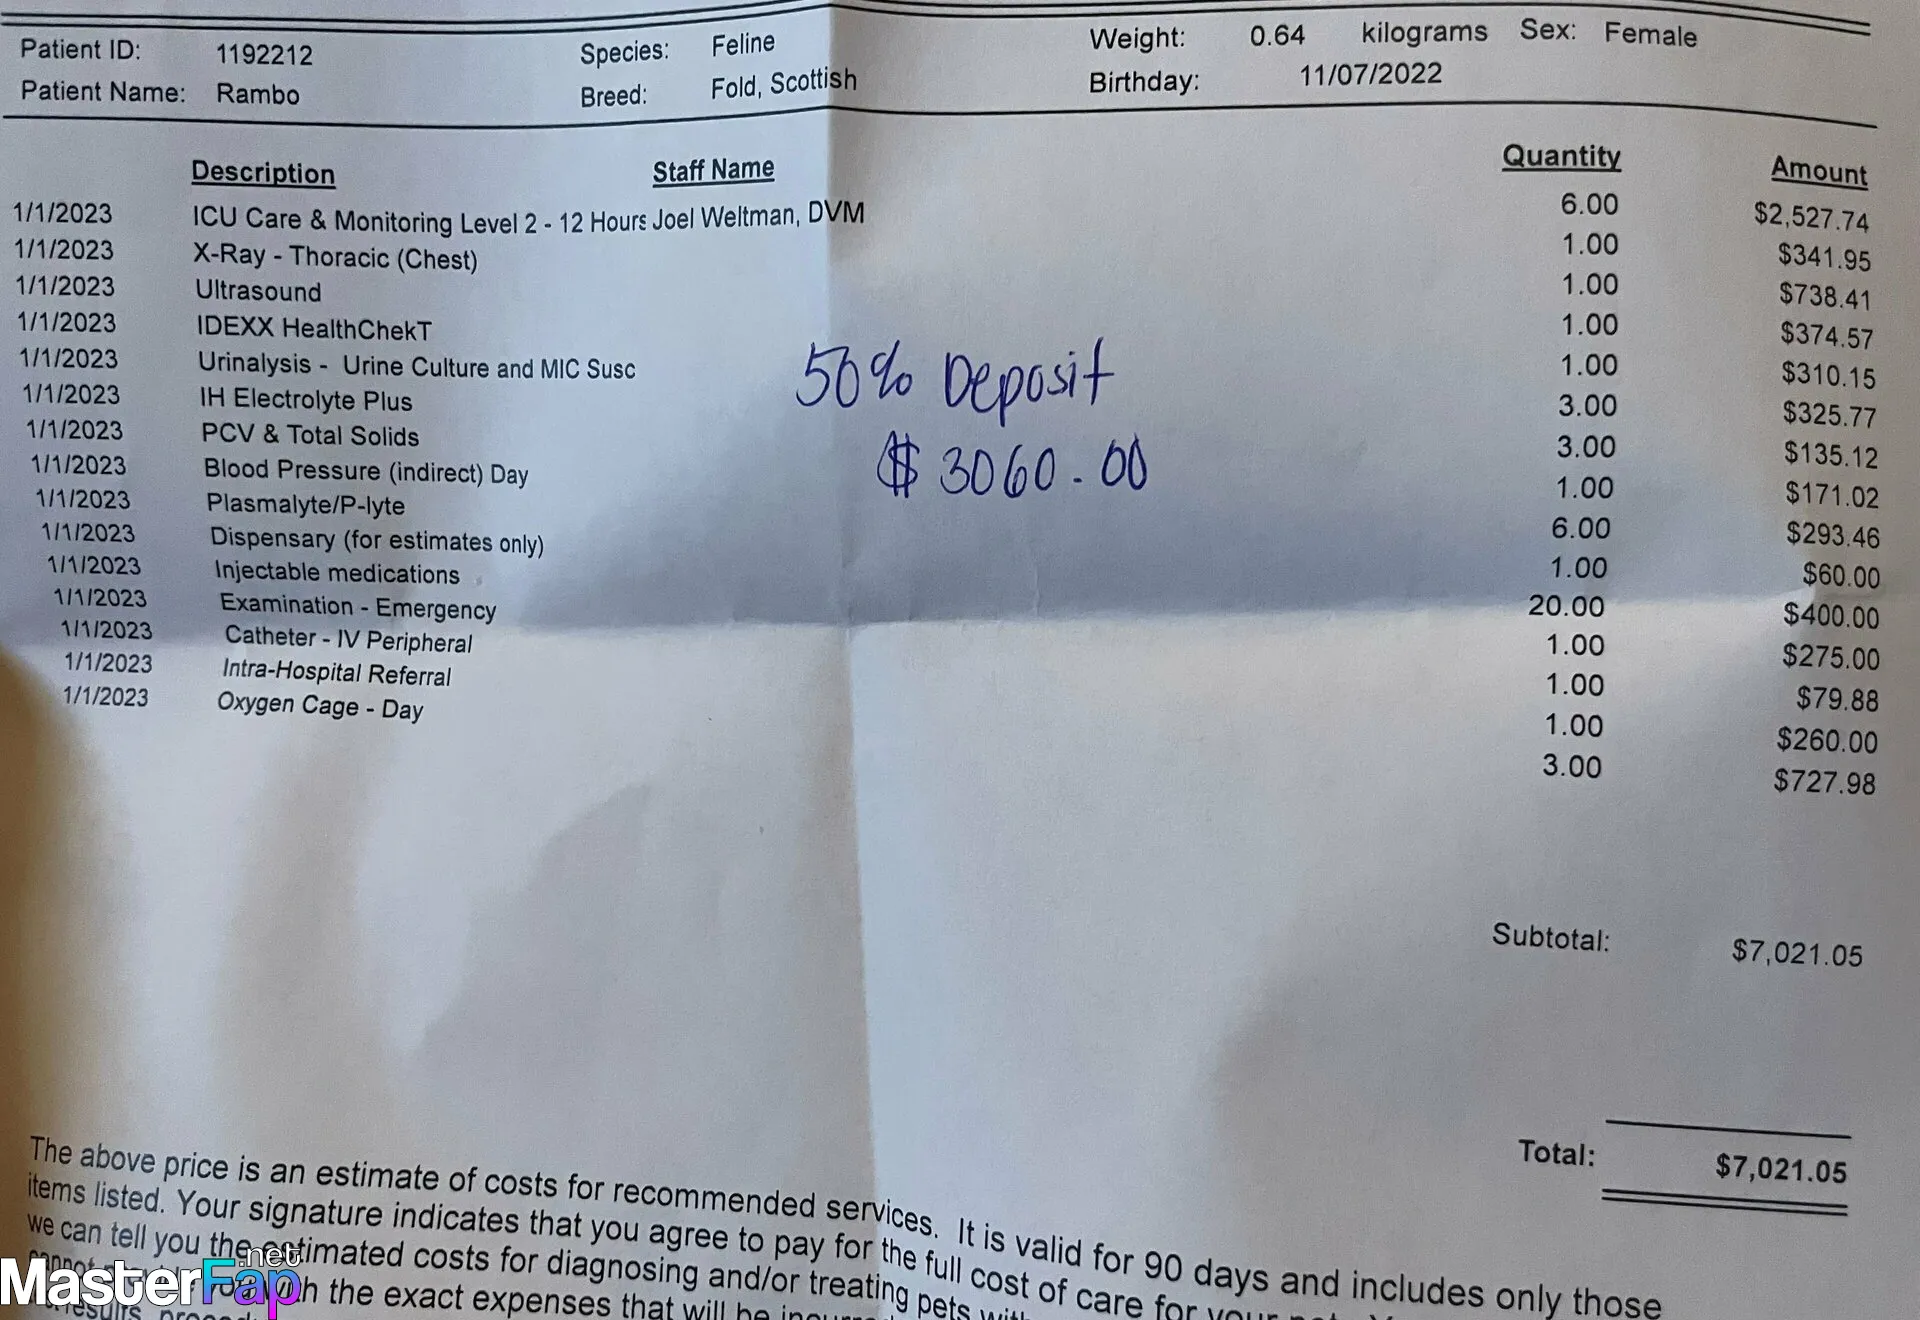 Patient ID: 1192212 Species: Feline Weight: 0.64 kilograms Sex: Female
Patient Name: Rambo Breed: Fold, Scottish Birthday: 11/07/2022
Description Staff Name Quantity Amount
1/1/2023 ICU Care & Monitoring Level 2 - 12 Hours Joel Weltman, DVM 6.00 $2,527.74
1/1/2023 X-Ray - Thoracic (Chest) 1.00 $341.95
1/1/2023 Ultrasound 1.00 $738.41
1/1/2023 IDEXX HealthChekT 1.00 $374.57
1/1/2023 Urinalysis - Urine Culture and MIC Susc 1.00 $310.15
1/1/2023 IH Electrolyte Plus 3.00 $325.77
1/1/2023 PCV & Total Solids 3.00 $135.12
1/1/2023 Blood Pressure (indirect) Day 1.00 $171.02
1/1/2023 Plasmalyte/P-lyte 6.00 $293.46
1/1/2023 Dispensary (for estimates only) 1.00 $60.00
1/1/2023 Injectable medications 20.00 $400.00
1/1/2023 Examination - Emergency 1.00 $275.00
1/1/2023 Catheter - IV Peripheral 1.00 $79.88
1/1/2023 Intra-Hospital Referral 1.00 $260.00
1/1/2023 Oxygen Cage - Day 3.00 $727.98
50% Deposit
$ 3060.00
Subtotal: $7,021.05
Total: $7,021.05
The above price is an estimate of costs for recommended services. It is valid for 90 days and includes only those
items listed. Your signature indicates that you agree to pay for the full cost of care for your
we can tell you the estimated costs for diagnosing and/or treating pets
with the exact expenses that will be
MasterFap.net